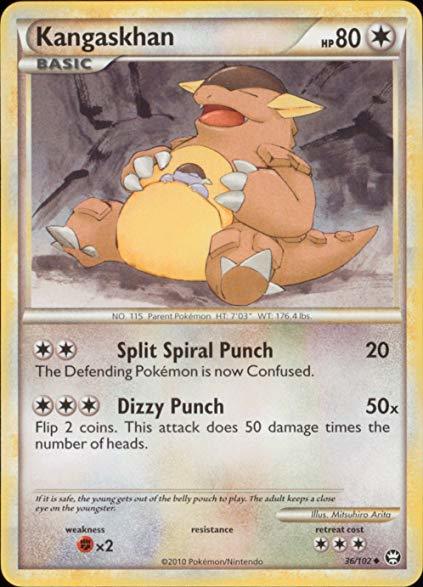 Kangaskhan HP 80
BASIC
NO. 115 Parent Pokémon HT: 7'03" WT: 176.4 lbs.
Split Spiral Punch 20
The Defending Pokémon is now Confused.
Dizzy Punch 50x
Flip 2 coins. This attack does 50 damage times the
number of heads.
If it is safe, the young gets out of the belly pouch to play. The adult keeps a close
eye on the youngster.
Illus. Mitsuhiro Arita
weakness resistance retreat cost
×2
©2010 Pokémon/Nintendo 36/102